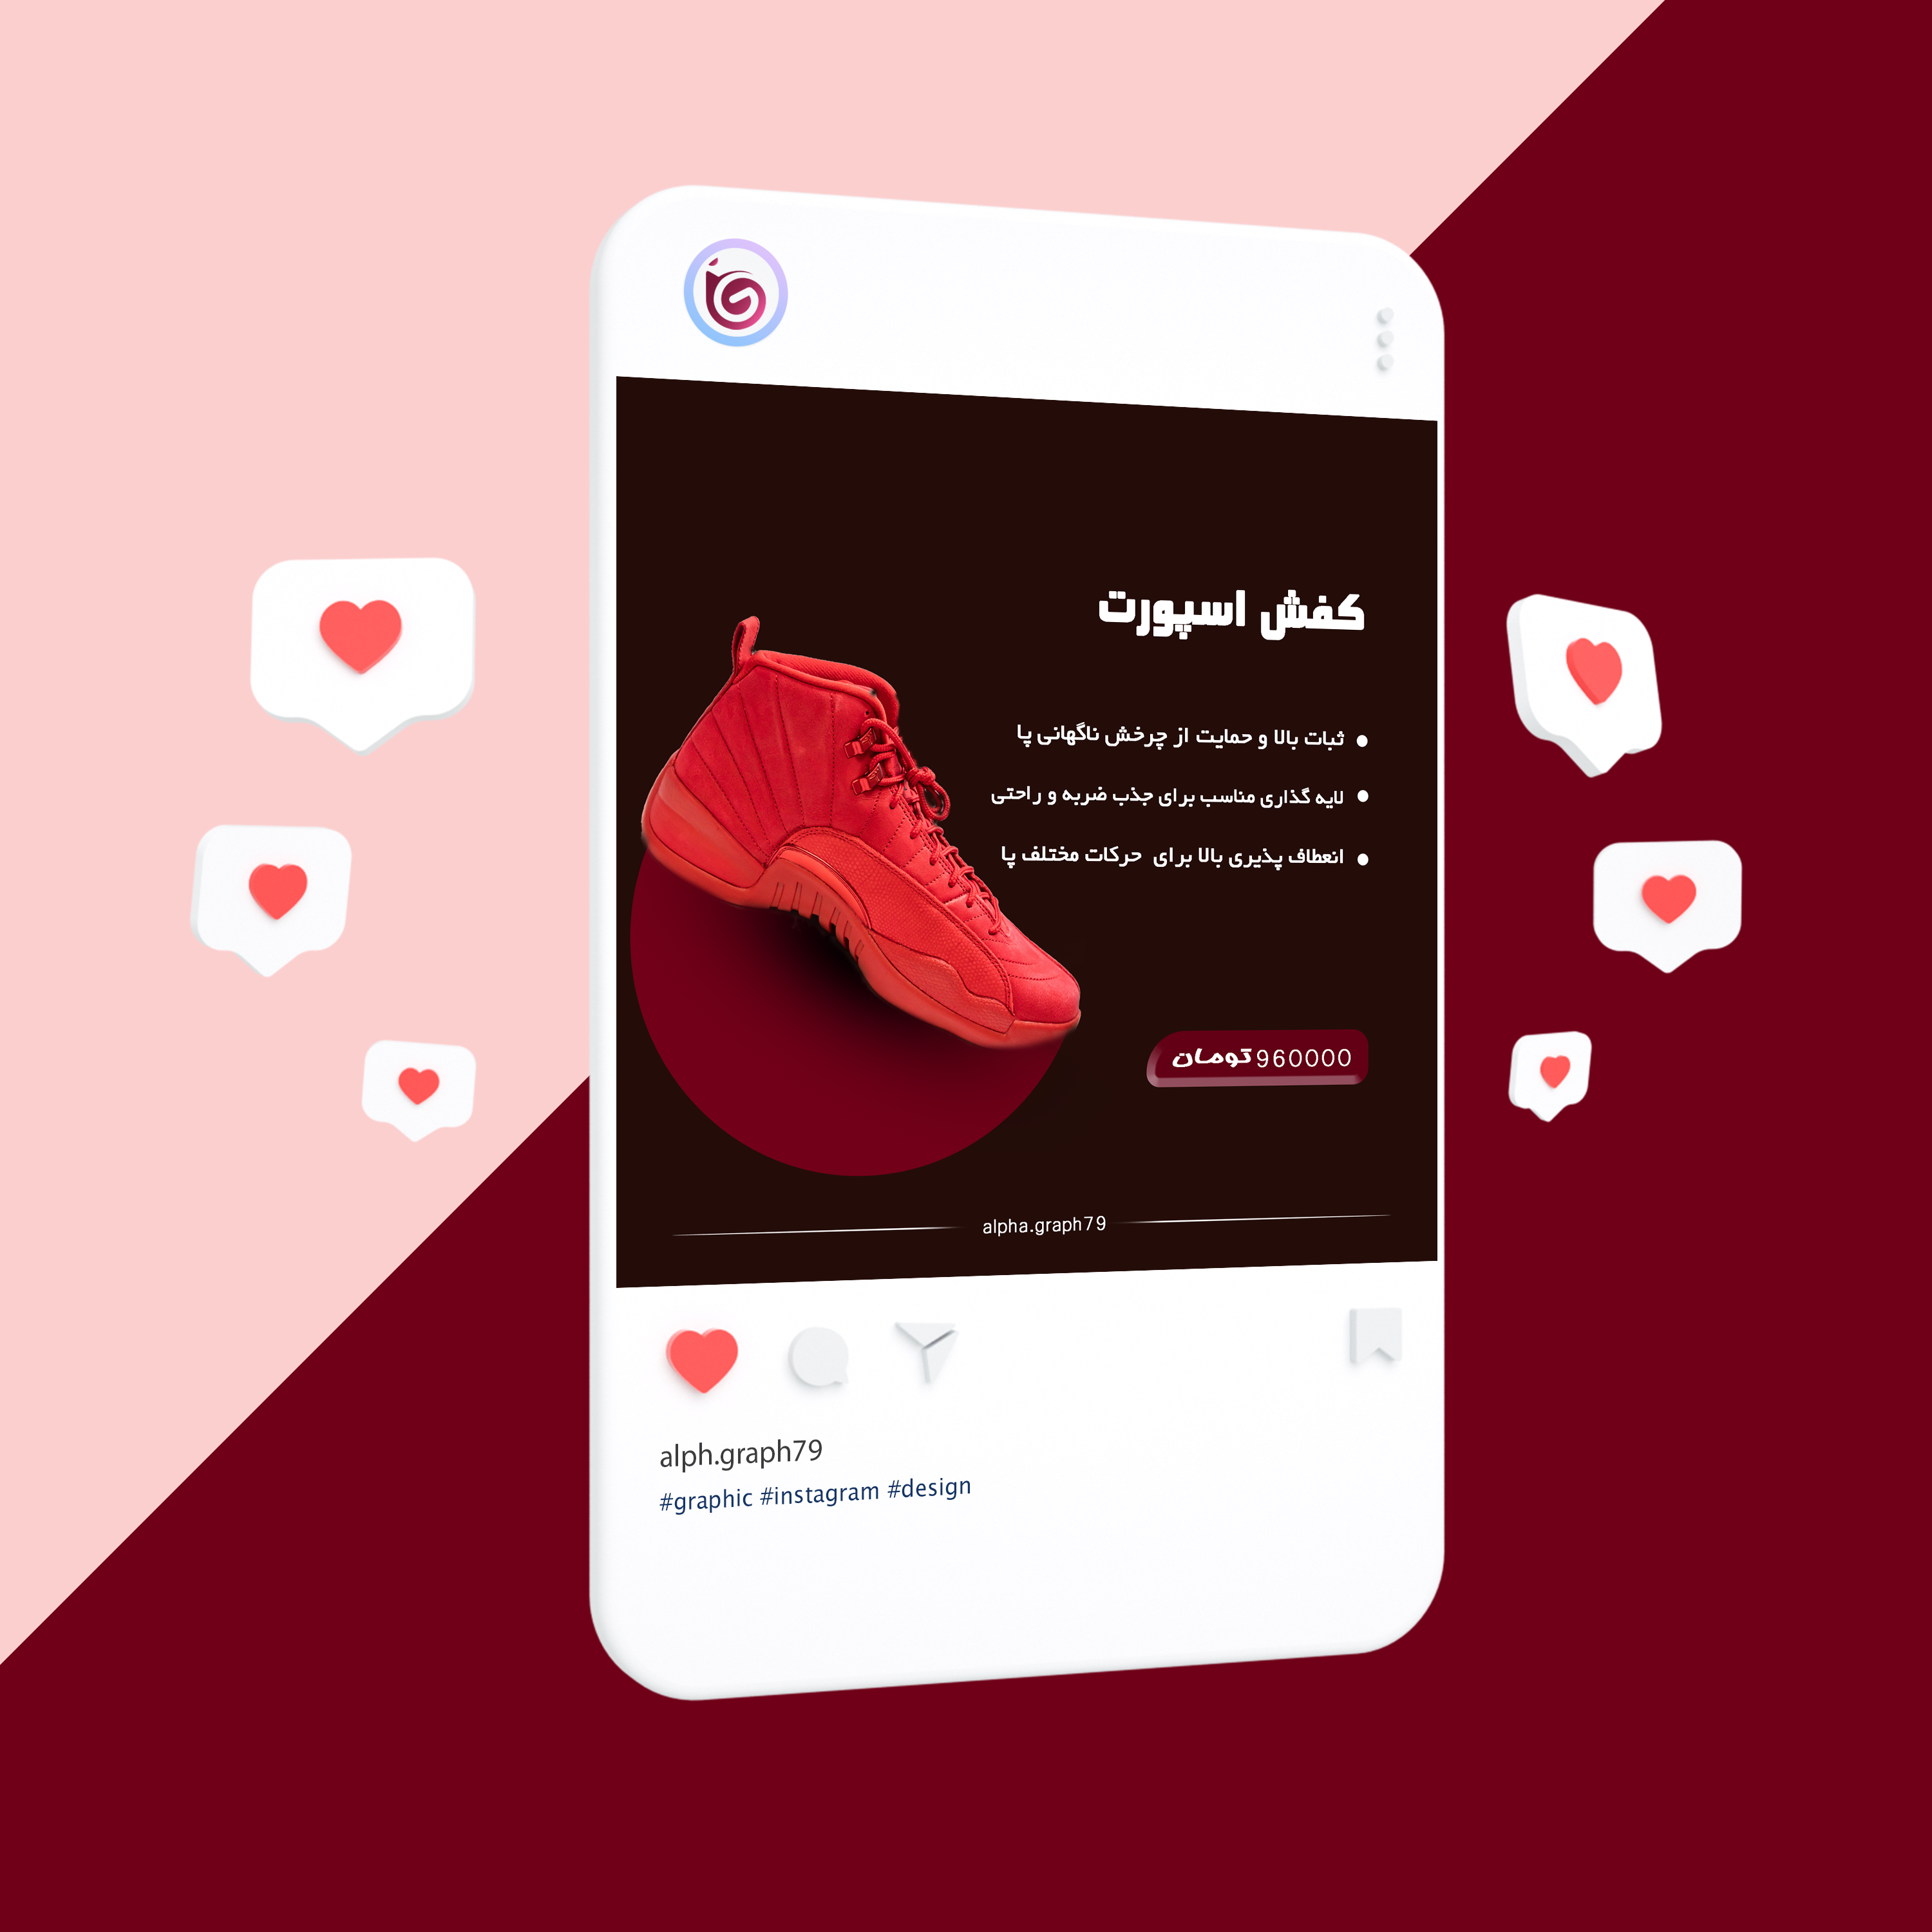 کفش اسپورت
ثبات بالا و حمایت از چرخش ناگهانی پا
لایه گذاری مناسب برای جذب ضربه و راحتی
انعطاف پذیری بالا برای حرکات مختلف پا
960000 تومان
alpha.graph79
alph.graph79
#graphic #instagram #design